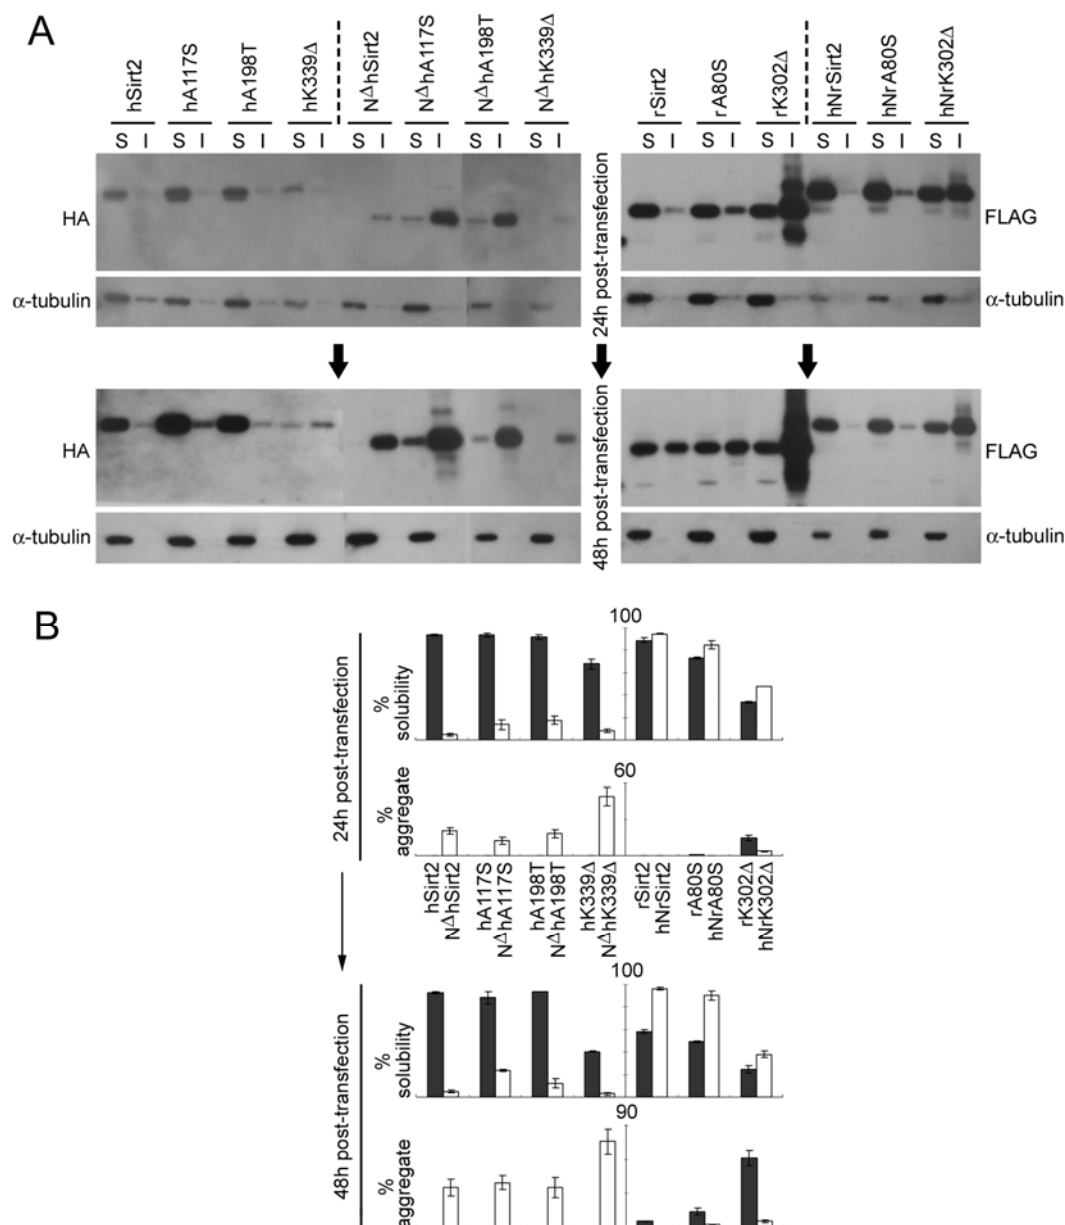 A
hSirt2 hA117S hA198T hK339Δ NΔhSirt2 NΔhA117S NΔhA198T NΔhK339Δ rSirt2 rA80S rK302Δ hNrSirt2 hNrA80S hNrK302Δ
S I S I S I S I S I S I S I S I S I S I S I S I S I S I
HA
FLAG
α-tubulin
α-tubulin
24h post-transfection
HA
FLAG
α-tubulin
α-tubulin
48h post-transfection
B
24h post-transfection
% solubility
100
% aggregate
60
hSirt2 NΔhSirt2 hA117S NΔhA117S hA198T NΔhA198T hK339Δ NΔhK339Δ rSirt2 hNrSirt2 rA80S hNrA80S rK302Δ hNrK302Δ
48h post-transfection
% solubility
100
% aggregate
90